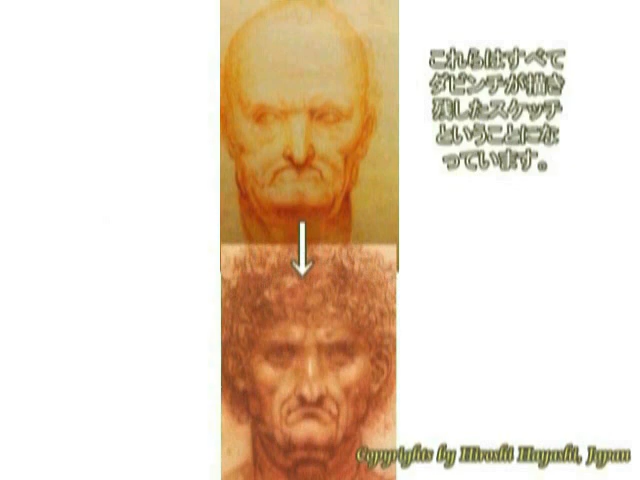 これらはすべて
ダビンチが描き
残したスケッチ
ということにな
っています。
Copyrights by Hiroshi Hayashi, Japan